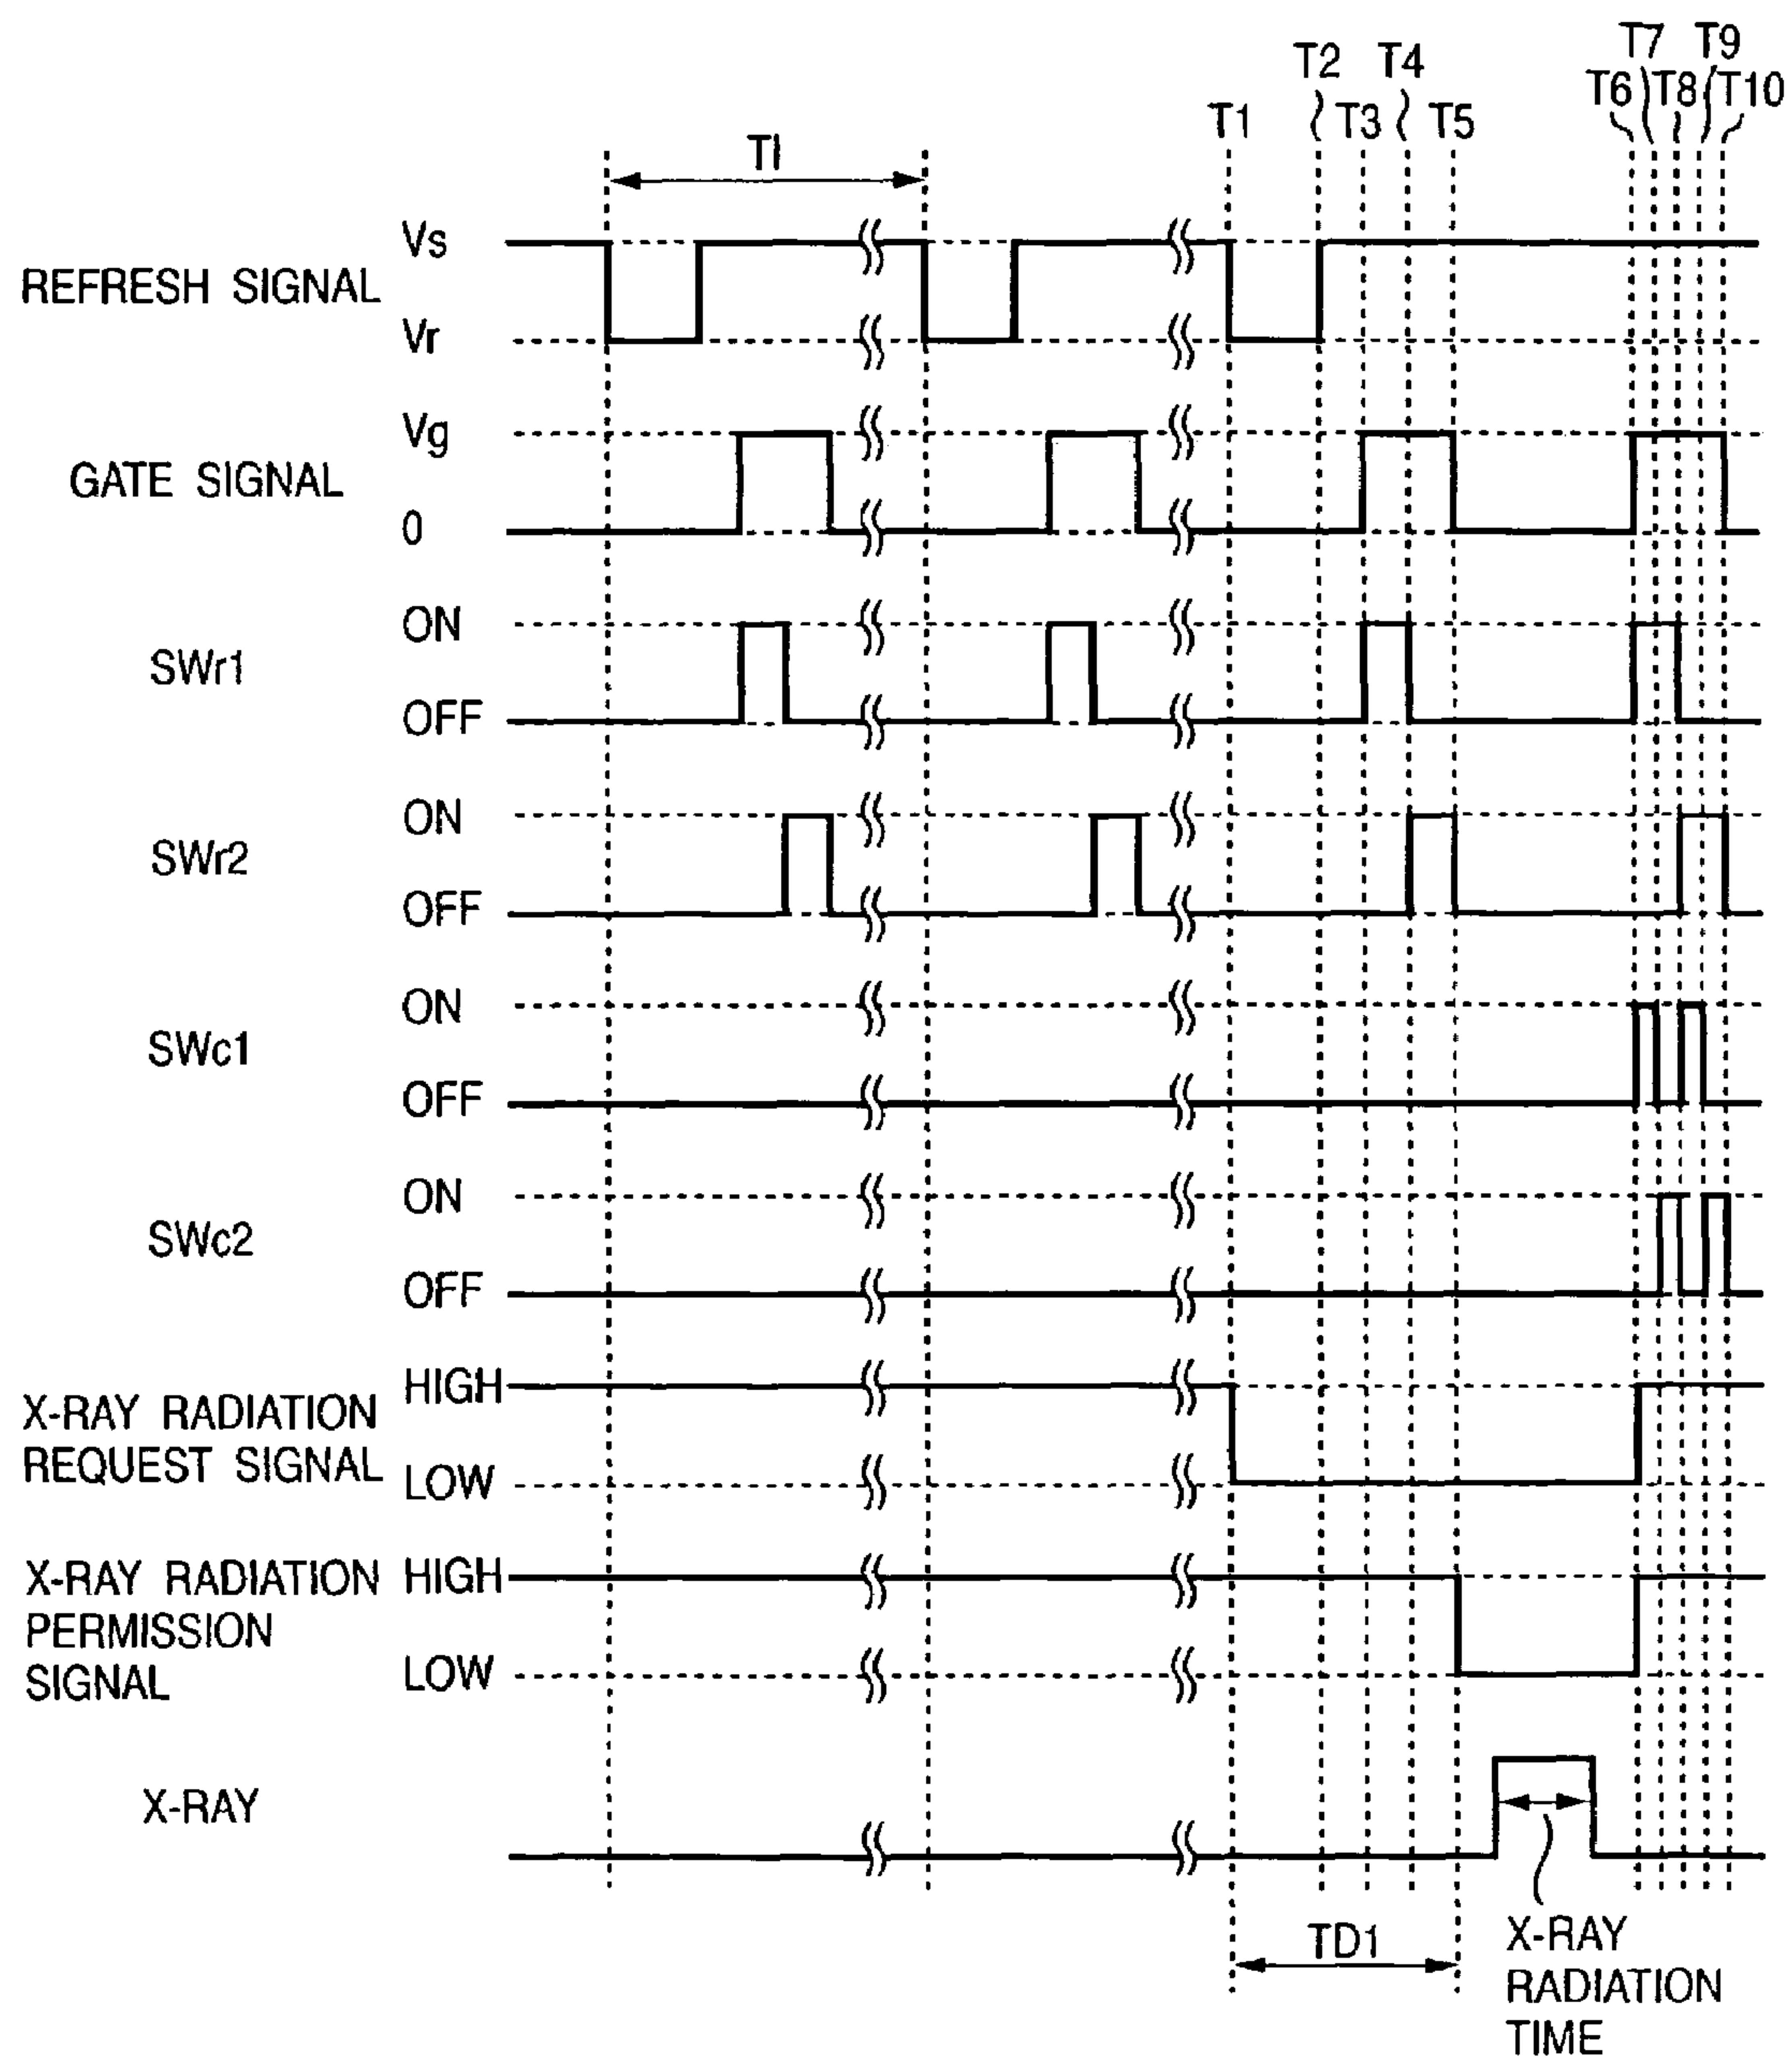 T7 T9
T2 T4 T6 T8 T10
T1 T3 T5
TI
REFRESH SIGNAL
Vs
Vr
GATE SIGNAL
Vg
0
SWr1
ON
OFF
SWr2
ON
OFF
SWc1
ON
OFF
SWc2
ON
OFF
X-RAY RADIATION
REQUEST SIGNAL
HIGH
LOW
X-RAY RADIATION
PERMISSION
SIGNAL
HIGH
LOW
X-RAY
TD1
X-RAY
RADIATION
TIME